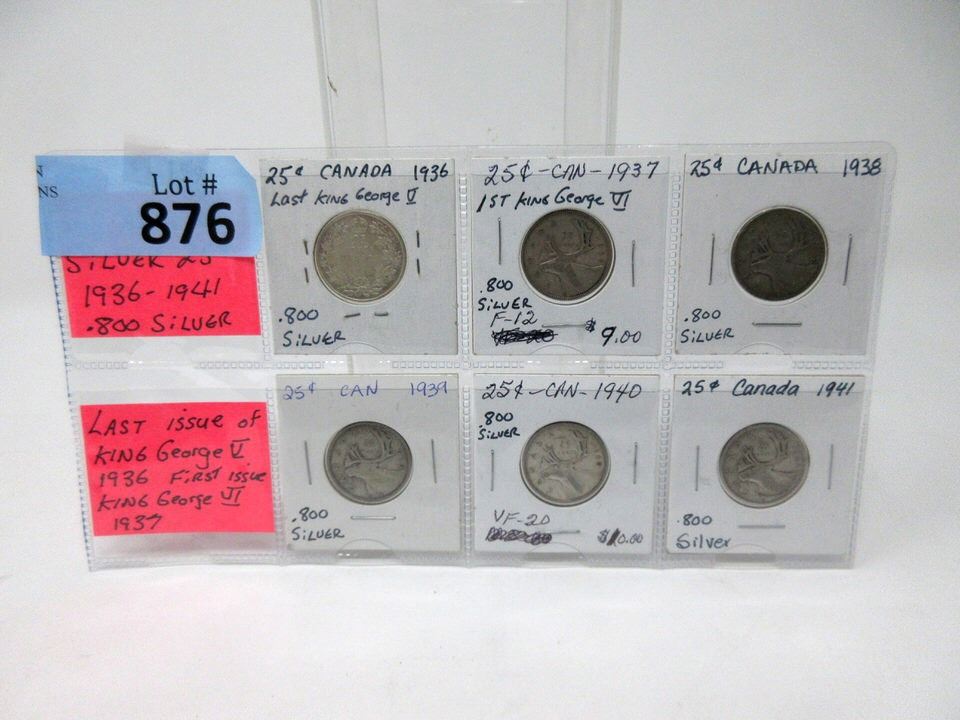 Lot #
876
NS
SILVER 25
1936-1941
.800 SILVER
LAST issue of
KING George V
1936 FIRST issue
KING George VI
1937
25¢ CANADA 1936
Last KING George V
.800
SILVER
25¢-CAN-1937
1ST KING George VI
.800
SILVER
F-12
$9.00
25¢ CANADA 1938
.800
SILVER
25¢ CAN 1939
.800
SILVER
25¢-CAN-1940
.800
SILVER
VF-20
$10.00
25¢ Canada 1941
.800
Silver